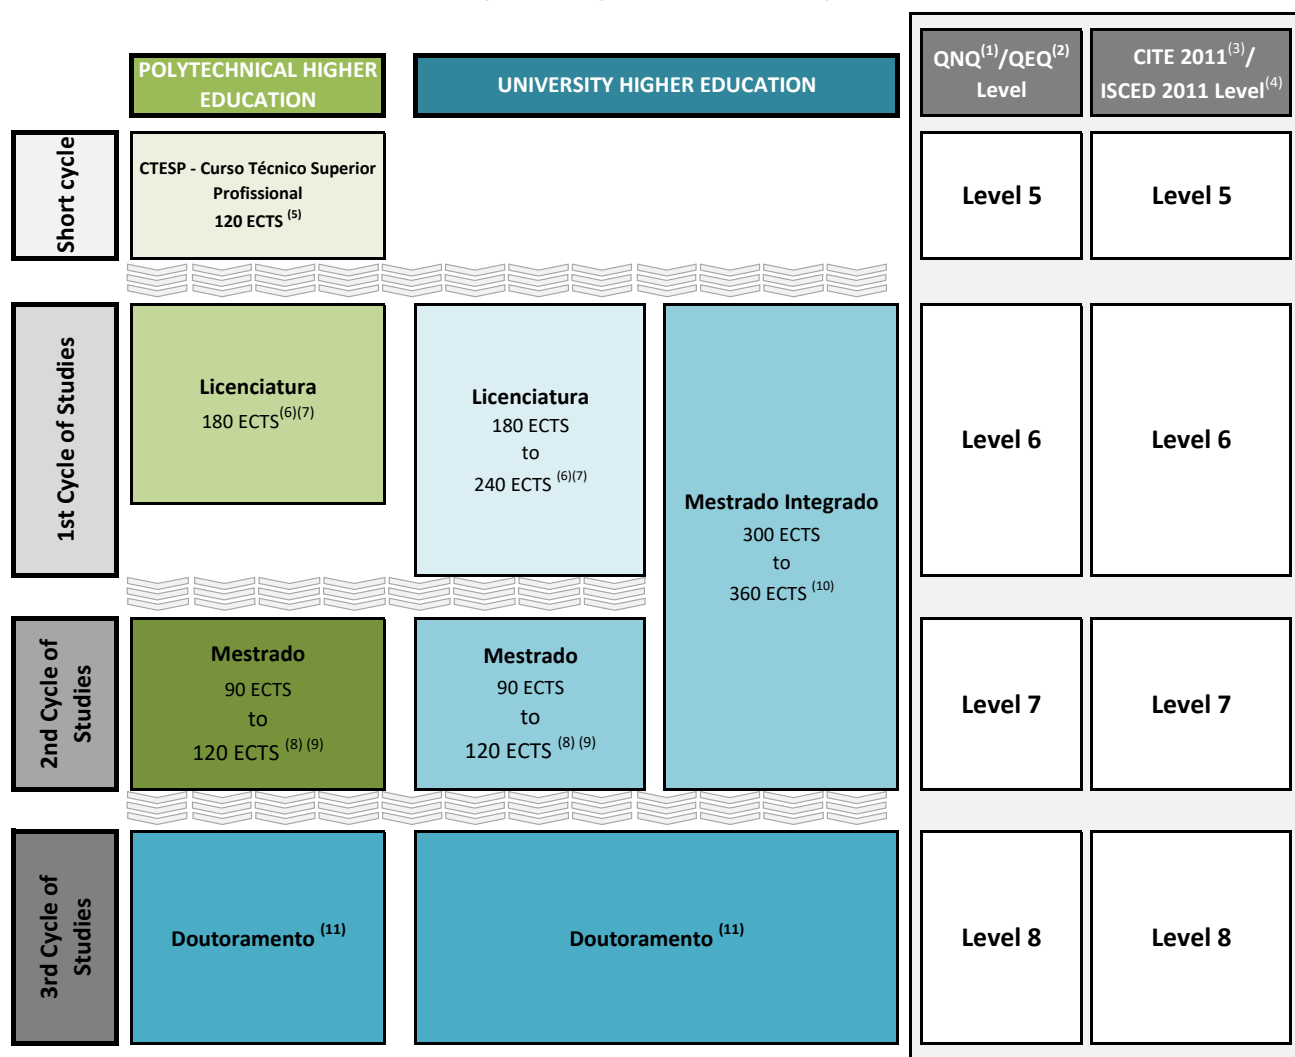 POLYTECHNICAL HIGHER
EDUCATION
UNIVERSITY HIGHER EDUCATION
QNQ(1)/QEQ(2)
Level
CITE 2011(3)/
ISCED 2011 Level(4)
Short cycle
CTESP - Curso Técnico Superior
Profissional
120 ECTS (5)
Level 5
Level 5
1st Cycle of Studies
Licenciatura
180 ECTS(6)(7)
Licenciatura
180 ECTS
to
240 ECTS (6)(7)
Mestrado Integrado
300 ECTS
to
360 ECTS (10)
Level 6
Level 6
2nd Cycle of
Studies
Mestrado
90 ECTS
to
120 ECTS (8) (9)
Mestrado
90 ECTS
to
120 ECTS (8) (9)
Level 7
Level 7
3rd Cycle of
Studies
Doutoramento (11)
Doutoramento (11)
Level 8
Level 8